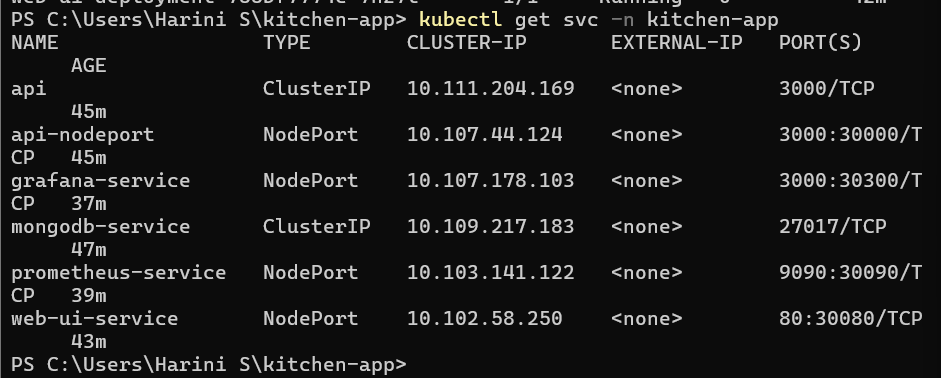 PS C:\Users\Harini S\kitchen-app> kubectl get svc -n kitchen-app
NAME TYPE CLUSTER-IP EXTERNAL-IP PORT(S)
AGE
api ClusterIP 10.111.204.169 <none> 3000/TCP
45m
api-nodeport NodePort 10.107.44.124 <none> 3000:30000/T
CP 45m
grafana-service NodePort 10.107.178.103 <none> 3000:30300/T
CP 37m
mongodb-service ClusterIP 10.109.217.183 <none> 27017/TCP
47m
prometheus-service NodePort 10.103.141.122 <none> 9090:30090/T
CP 39m
web-ui-service NodePort 10.102.58.250 <none> 80:30080/TCP
43m
PS C:\Users\Harini S\kitchen-app>